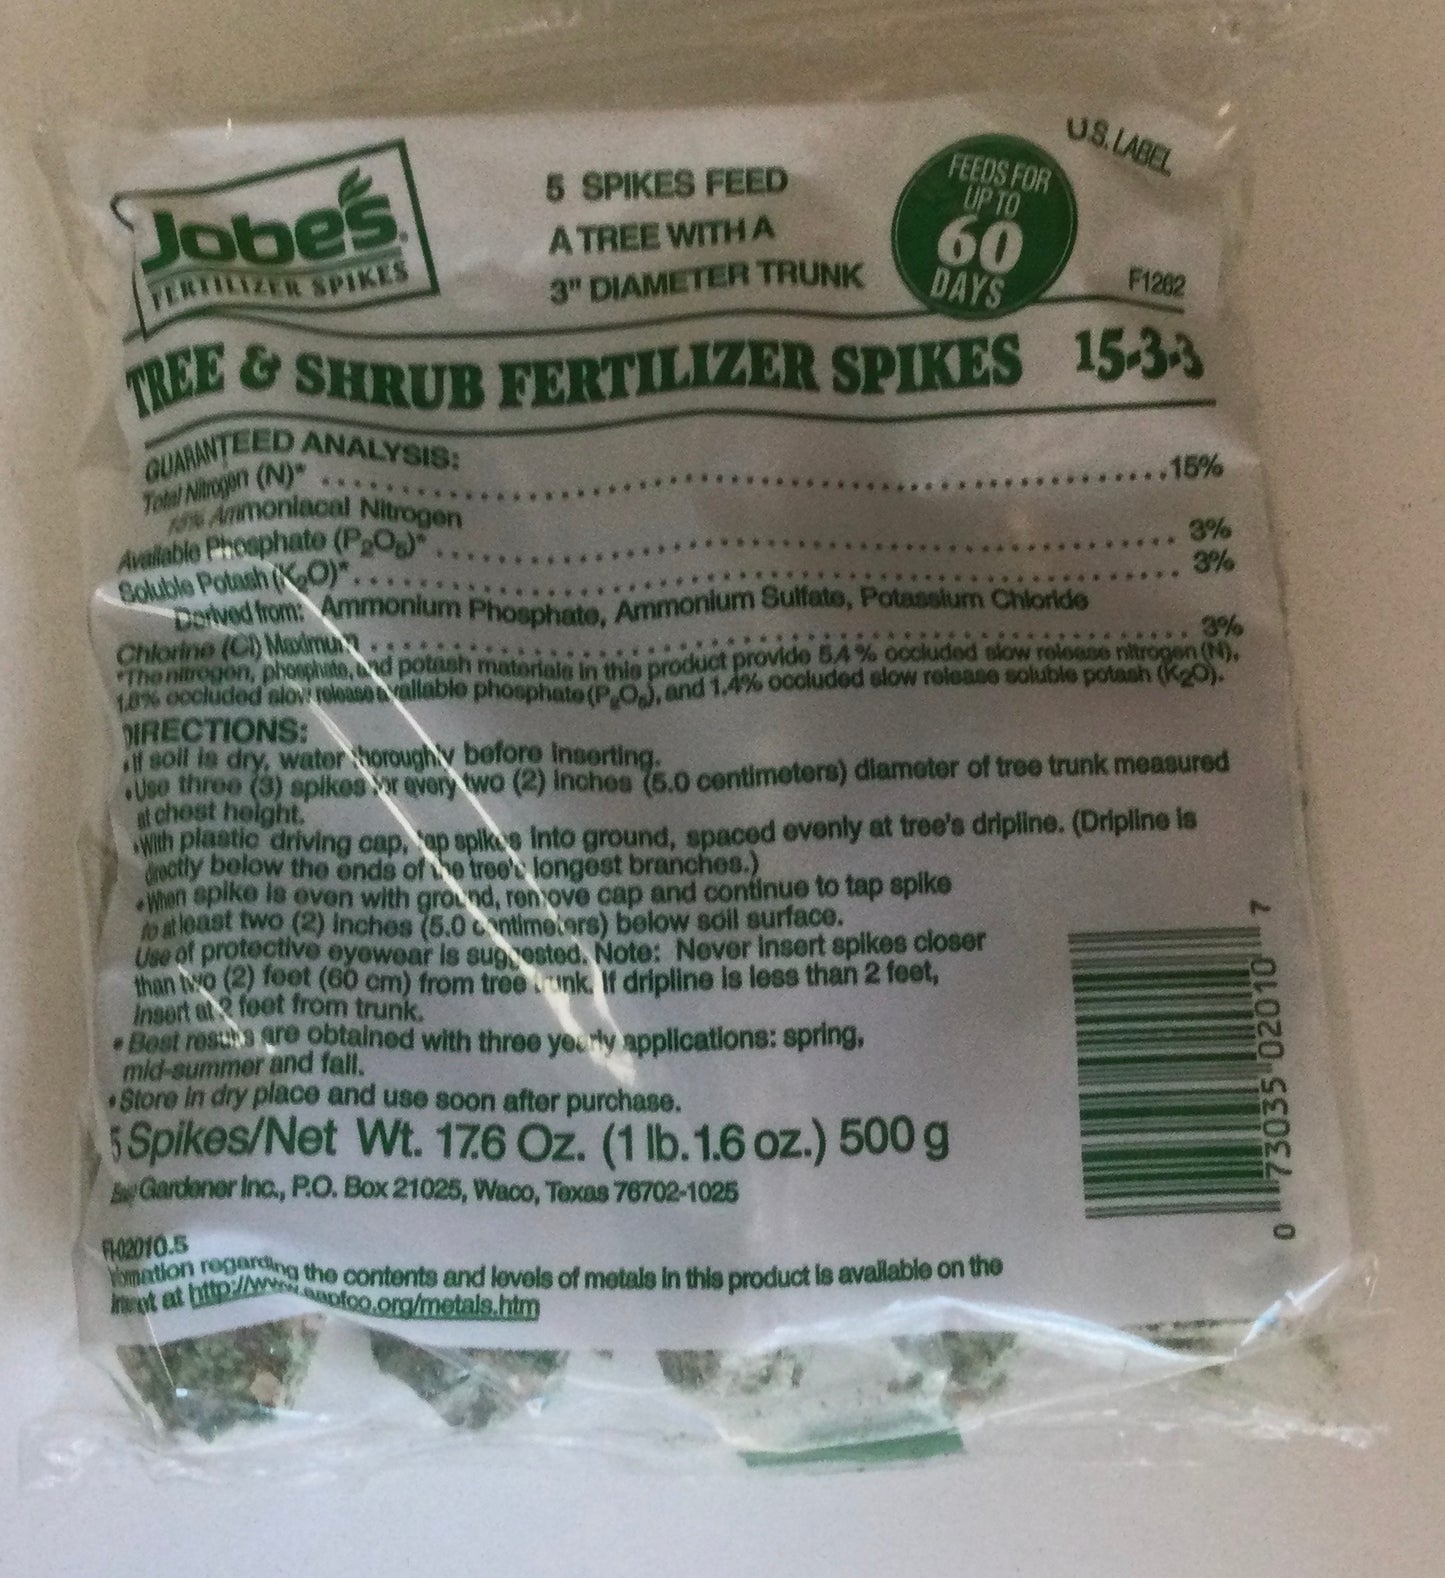 Jobe's
FERTILIZER SPIKES
5 SPIKES FEED
A TREE WITH A
3" DIAMETER TRUNK
FEEDS FOR
UP TO
60
DAYS
U.S. LABEL
F1262
TREE & SHRUB FERTILIZER SPIKES 15-3-3
GUARANTEED ANALYSIS:
Total Nitrogen (N)* ........ 15%
15% Ammoniacal Nitrogen
Available Phosphate (P₂O₅)* ........ 3%
Soluble Potash (K₂O)* ........ 3%
Derived from: Ammonium Phosphate, Ammonium Sulfate, Potassium Chloride
Chlorine (Cl) Maximum ........ 3%
*The nitrogen, phosphate, and potash materials in this product provide 5.4% occluded slow release nitrogen (N),
1.8% occluded slow release available phosphate (P₂O₅), and 1.4% occluded slow release soluble potash (K₂O).
DIRECTIONS:
•If soil is dry, water thoroughly before inserting.
•Use three (3) spikes for every two (2) inches (5.0 centimeters) diameter of tree trunk measured
at chest height.
•With plastic driving cap, tap spikes into ground, spaced evenly at tree's dripline. (Dripline is
directly below the ends of the tree's longest branches.)
•When spike is even with ground, remove cap and continue to tap spike
to at least two (2) inches (5.0 centimeters) below soil surface.
Use of protective eyewear is suggested. Note: Never insert spikes closer
than two (2) feet (60 cm) from tree trunk. If dripline is less than 2 feet,
insert at 2 feet from trunk.
• Best results are obtained with three yearly applications: spring,
mid-summer and fall.
•Store in dry place and use soon after purchase.
5 Spikes/Net Wt. 17.6 Oz. (1 lb. 1.6 oz.) 500 g
Gardener Inc., P.O. Box 21025, Waco, Texas 76702-1025
02010.5
regarding the contents and levels of metals in this product is available on the
at http://www.aapfco.org/metals.htm
0 73035 02010 7